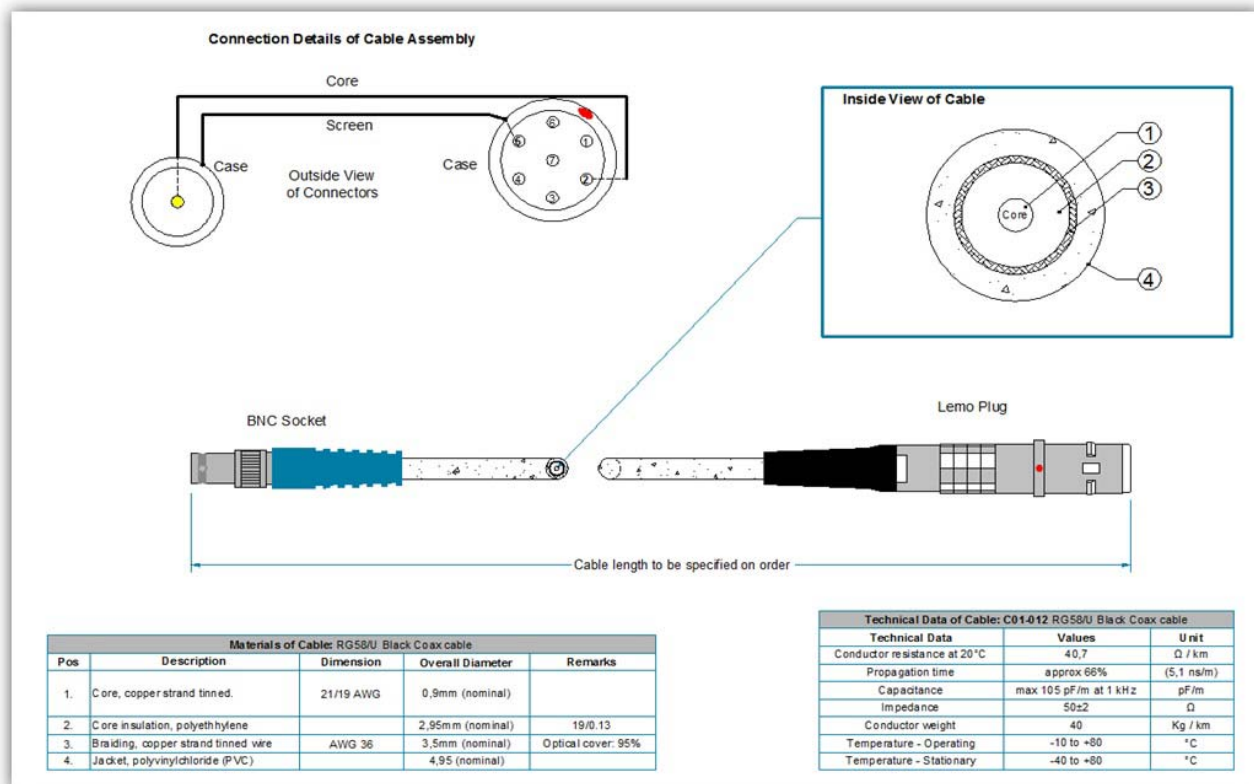 Connection Details of Cable Assembly
Core
Screen
Case
Outside View
of Connectors
Case
6
5
1
7
4
2
3
Inside View of Cable
Core
1
2
3
4
BNC Socket
Lemo Plug
Cable length to be specified on order
Materials of Cable: RG58/U Black Coax cable
Pos Description Dimension Overall Diameter Remarks
1. Core, copper strand tinned. 21/19 AWG 0,9mm (nominal)
2. Core insulation, polyethhylene 2,95mm (nominal) 19/0.13
3. Braiding, copper strand tinned wire AWG 36 3,5mm (nominal) Optical cover: 95%
4. Jacket, polyvinylchloride (PVC) 4,95 (nominal)
Technical Data of Cable: C01-012 RG58/U Black Coax cable
Technical Data Values Unit
Conductor resistance at 20°C 40,7 Ω / km
Propagation time approx 66% (5,1 ns/m)
Capacitance max 105 pF/m at 1 kHz pF/m
Impedance 50±2 Ω
Conductor weight 40 Kg / km
Temperature - Operating -10 to +80 °C
Temperature - Stationary -40 to +80 °C